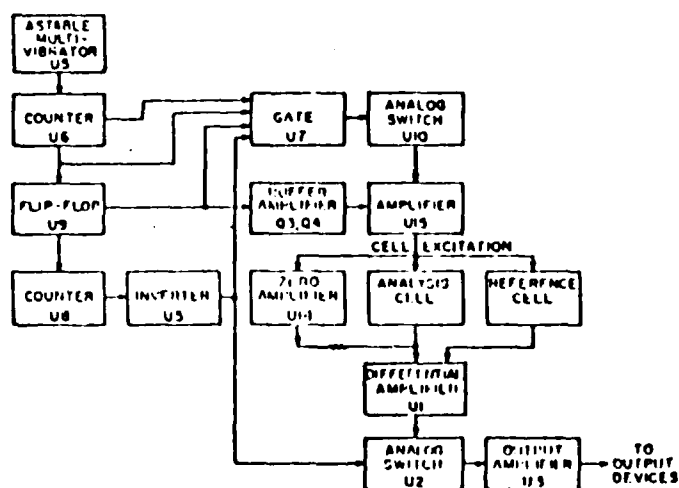 ASTABLE
MULTI-
VIBRATOR
U5
COUNTER
U6
GATE
U7
ANALOG
SWITCH
U10
FLIP-FLOP
U9
BUFFER
AMPLIFIER
Q3,Q4
AMPLIFIER
U15
CELL EXCITATION
COUNTER
U8
INVERTER
U5
ZERO
AMPLIFIER
U14
ANALYSIS
CELL
REFERENCE
CELL
DIFFERENTIAL
AMPLIFIER
U1
ANALOG
SWITCH
U2
OUTPUT
AMPLIFIER
TO
OUTPUT
DEVICES